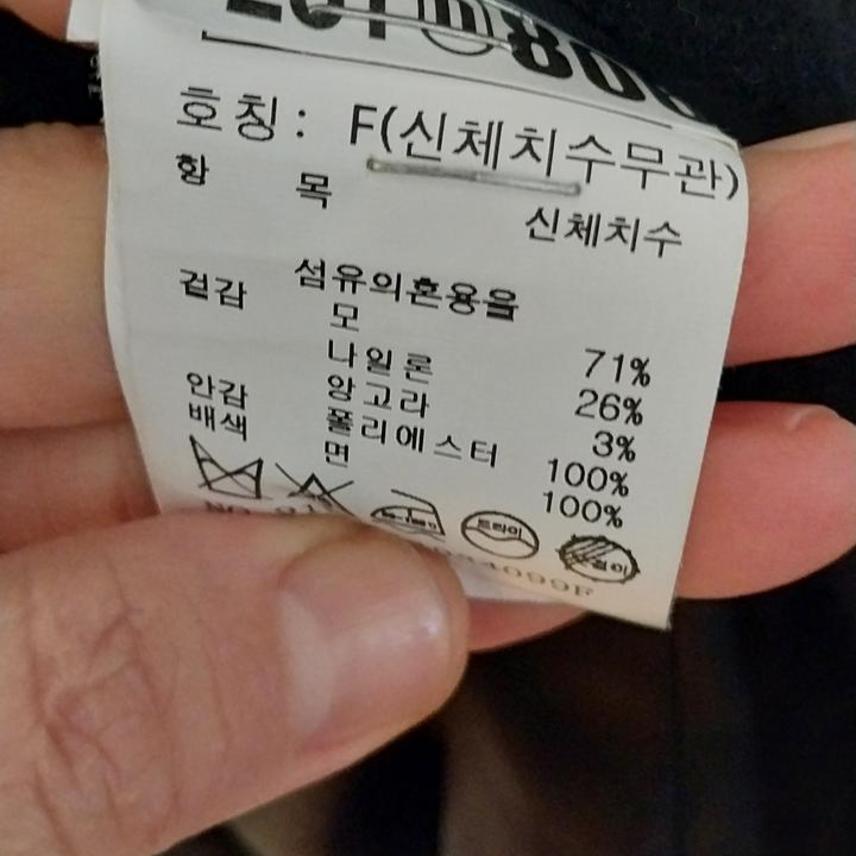 호칭: F(신체치수무관)
항 목 신체치수
섬유의혼용율
겉감 모 71%
나일론 26%
앙고라 3%
안감 폴리에스터 100%
배색 면 100%
드라이